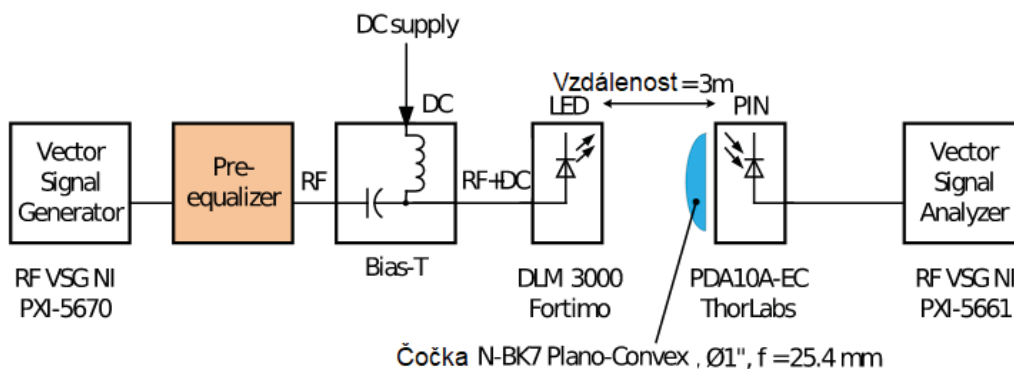 DC supply
Vzdálenost = 3m
DC
LED
PIN
Vector
Signal
Generator
Pre-
equalizer
RF
RF+DC
Vector
Signal
Analyzer
Bias-T
RF VSG NI
PXI-5670
DLM 3000
Fortimo
PDA10A-EC
ThorLabs
RF VSG NI
PXI-5661
Čočka N-BK7 Plano-Convex , Ø1", f = 25.4 mm